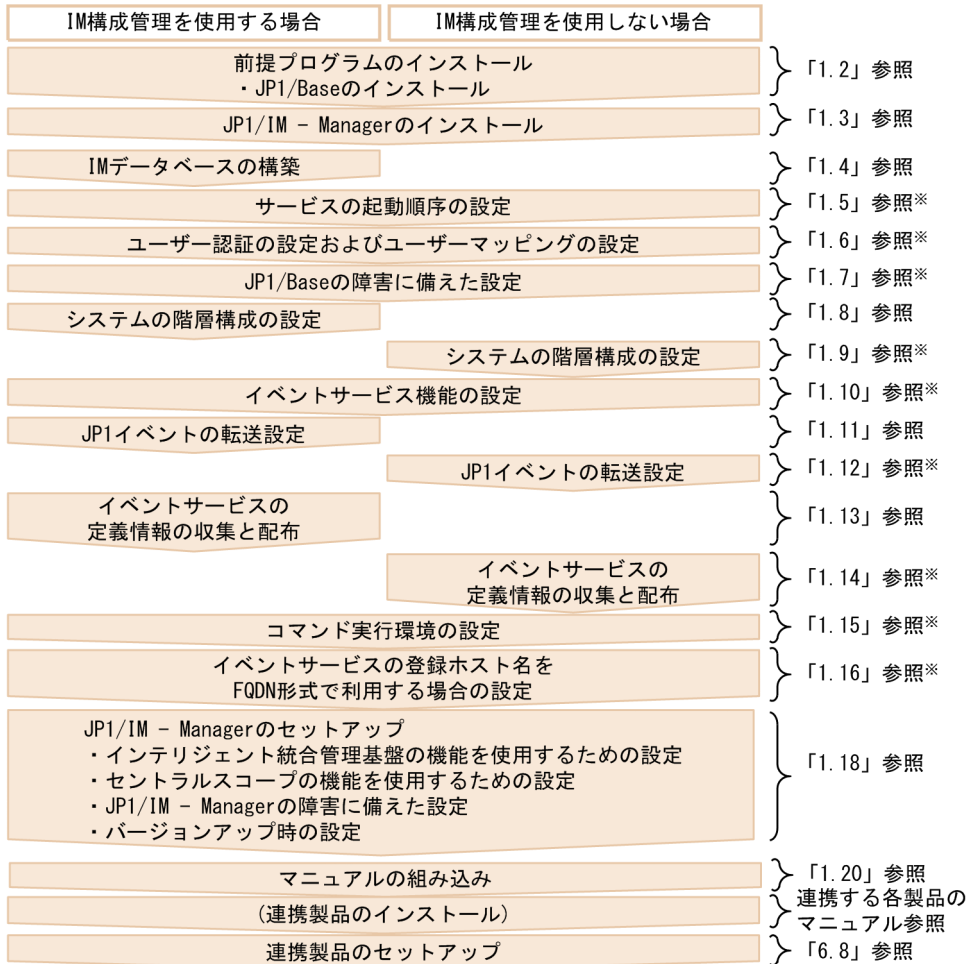 IM構成管理を使用する場合
IM構成管理を使用しない場合
前提プログラムのインストール
・JP1/Baseのインストール
「1.2」参照
JP1/IM − Managerのインストール
「1.3」参照
IMデータベースの構築
「1.4」参照
サービスの起動順序の設定
「1.5」参照※
ユーザー認証の設定およびユーザーマッピングの設定
「1.6」参照※
JP1/Baseの障害に備えた設定
「1.7」参照※
システムの階層構成の設定
「1.8」参照
システムの階層構成の設定
「1.9」参照※
イベントサービス機能の設定
「1.10」参照※
JP1イベントの転送設定
「1.11」参照
JP1イベントの転送設定
「1.12」参照※
イベントサービスの
定義情報の収集と配布
「1.13」参照
イベントサービスの
定義情報の収集と配布
「1.14」参照※
コマンド実行環境の設定
「1.15」参照※
イベントサービスの登録ホスト名を
FQDN形式で利用する場合の設定
「1.16」参照※
JP1/IM − Managerのセットアップ
・インテリジェント統合管理基盤の機能を使用するための設定
・セントラルスコープの機能を使用するための設定
・JP1/IM − Managerの障害に備えた設定
・バージョンアップ時の設定
「1.18」参照
マニュアルの組み込み
「1.20」参照
(連携製品のインストール)
連携する各製品の
マニュアル参照
連携製品のセットアップ
「6.8」参照